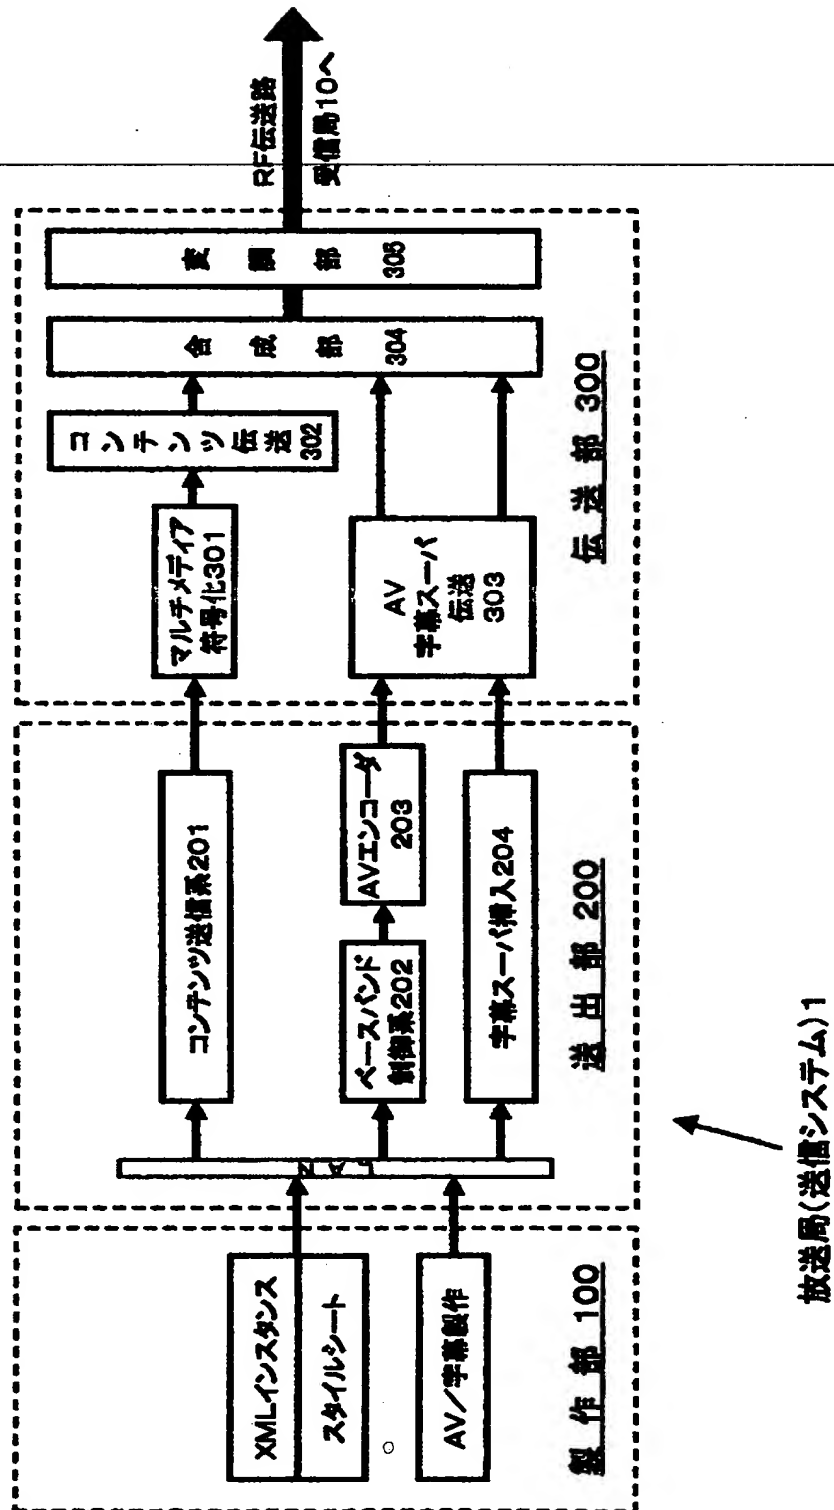 XMLインスタンス
スタイルシート
AV/字幕製作
製作部 100
コンテンツ送信系201
ベースバンド
制御系202
AVエンコーダ
203
字幕スーパ挿入204
送出部 200
マルチメディア
符号化301
コンテンツ伝送
302
AV
字幕スーパ
伝送
303
合成部
304
変調部
305
伝送部 300
RF伝送路
受信局10へ
放送局(送信システム)1